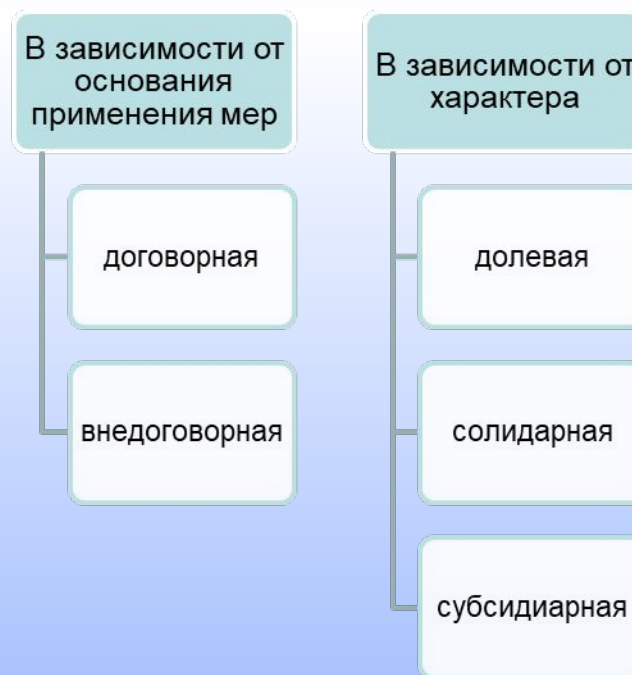 В зависимости от
основания
применения мер
договорная
внедоговорная
В зависимости от
характера
долевая
солидарная
субсидиарная